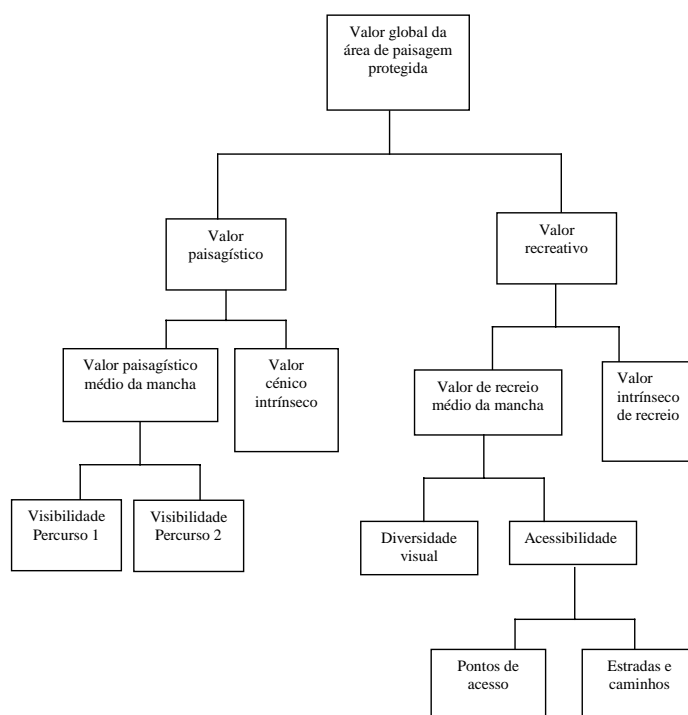 Valor global da
área de paisagem
protegida
Valor
paisagístico
Valor
recreativo
Valor paisagístico
médio da mancha
Valor
cénico
intrínseco
Valor de recreio
médio da mancha
Valor
intrínseco
de recreio
Visibilidade
Percurso 1
Visibilidade
Percurso 2
Diversidade
visual
Acessibilidade
Pontos de
acesso
Estradas e
caminhos